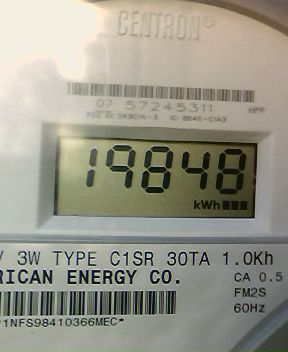 CENTRON®
07 57245311 HPP
19848
kWh
V 3W TYPE C1SR 30TA 1.0Kh
RICAN ENERGY CO. CA 0.5
FM2S
60Hz
*1NFS98410366MEC*